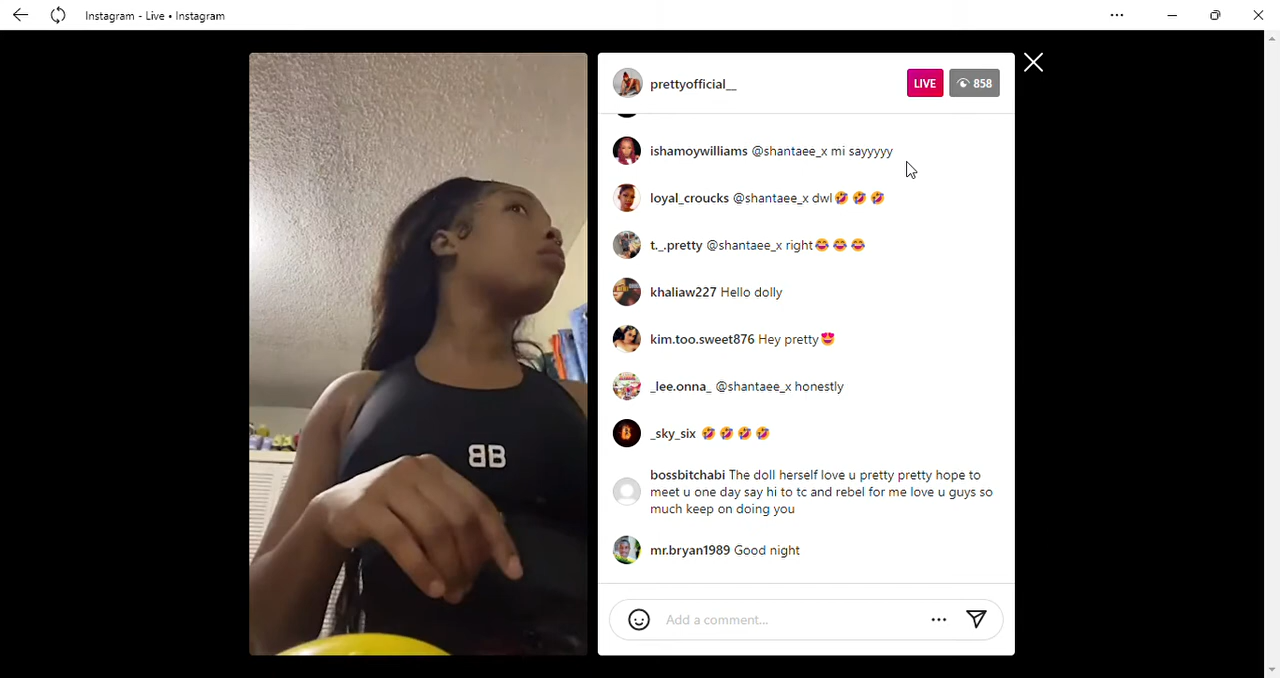 Instagram - Live • Instagram
prettyofficial__
LIVE
858
ishamoywilliams @shantaee_x mi sayyyyy
loyal_croucks @shantaee_x dwl🤣 🤣 🤣
t._.pretty @shantaee_x right😂 😂 😂
khaliaw227 Hello dolly
kim.too.sweet876 Hey pretty😍
_lee.onna_ @shantaee_x honestly
_sky_six 🤣 🤣 🤣 🤣
bossbitchabi The doll herself love u pretty pretty hope to
meet u one day say hi to tc and rebel for me love u guys so
much keep on doing you
mr.bryan1989 Good night
Add a comment...
BB